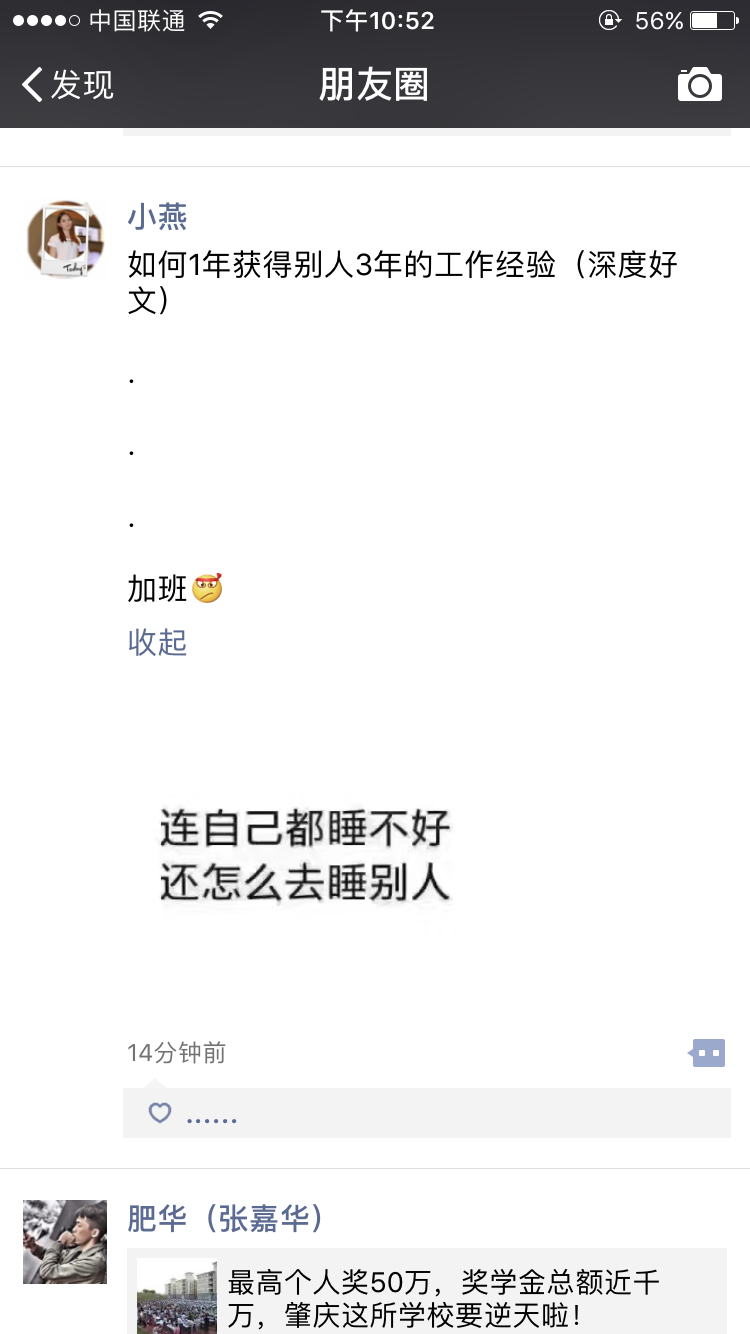 中国联通 下午10:52 56%
发现 朋友圈
小燕
如何1年获得别人3年的工作经验（深度好
文）
.
.
.
加班
收起
连自己都睡不好
还怎么去睡别人
14分钟前
......
肥华（张嘉华）
最高个人奖50万，奖学金总额近千
万，肇庆这所学校要逆天啦！
Today